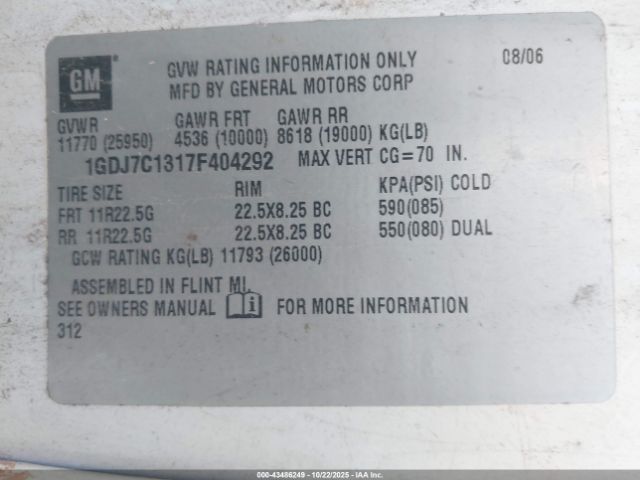 GM
GVW RATING INFORMATION ONLY 08/06
MFD BY GENERAL MOTORS CORP
GVWR GAWR FRT GAWR RR
11770 (25950) 4536 (10000) 8618 (19000) KG(LB)
1GDJ7C1317F404292 MAX VERT CG=70 IN.
TIRE SIZE RIM KPA(PSI) COLD
FRT 11R22.5G 22.5X8.25 BC 590(085)
RR 11R22.5G 22.5X8.25 BC 550(080) DUAL
GCW RATING KG(LB) 11793 (26000)
ASSEMBLED IN FLINT MI.
SEE OWNERS MANUAL i FOR MORE INFORMATION
312
000-43486249 - 10/22/2025 - IAA Inc.